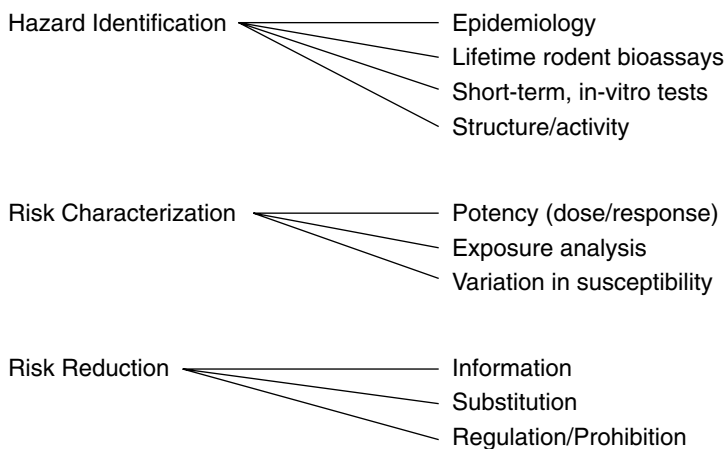 Hazard Identification
Epidemiology
Lifetime rodent bioassays
Short-term, in-vitro tests
Structure/activity
Risk Characterization
Potency (dose/response)
Exposure analysis
Variation in susceptibility
Risk Reduction
Information
Substitution
Regulation/Prohibition